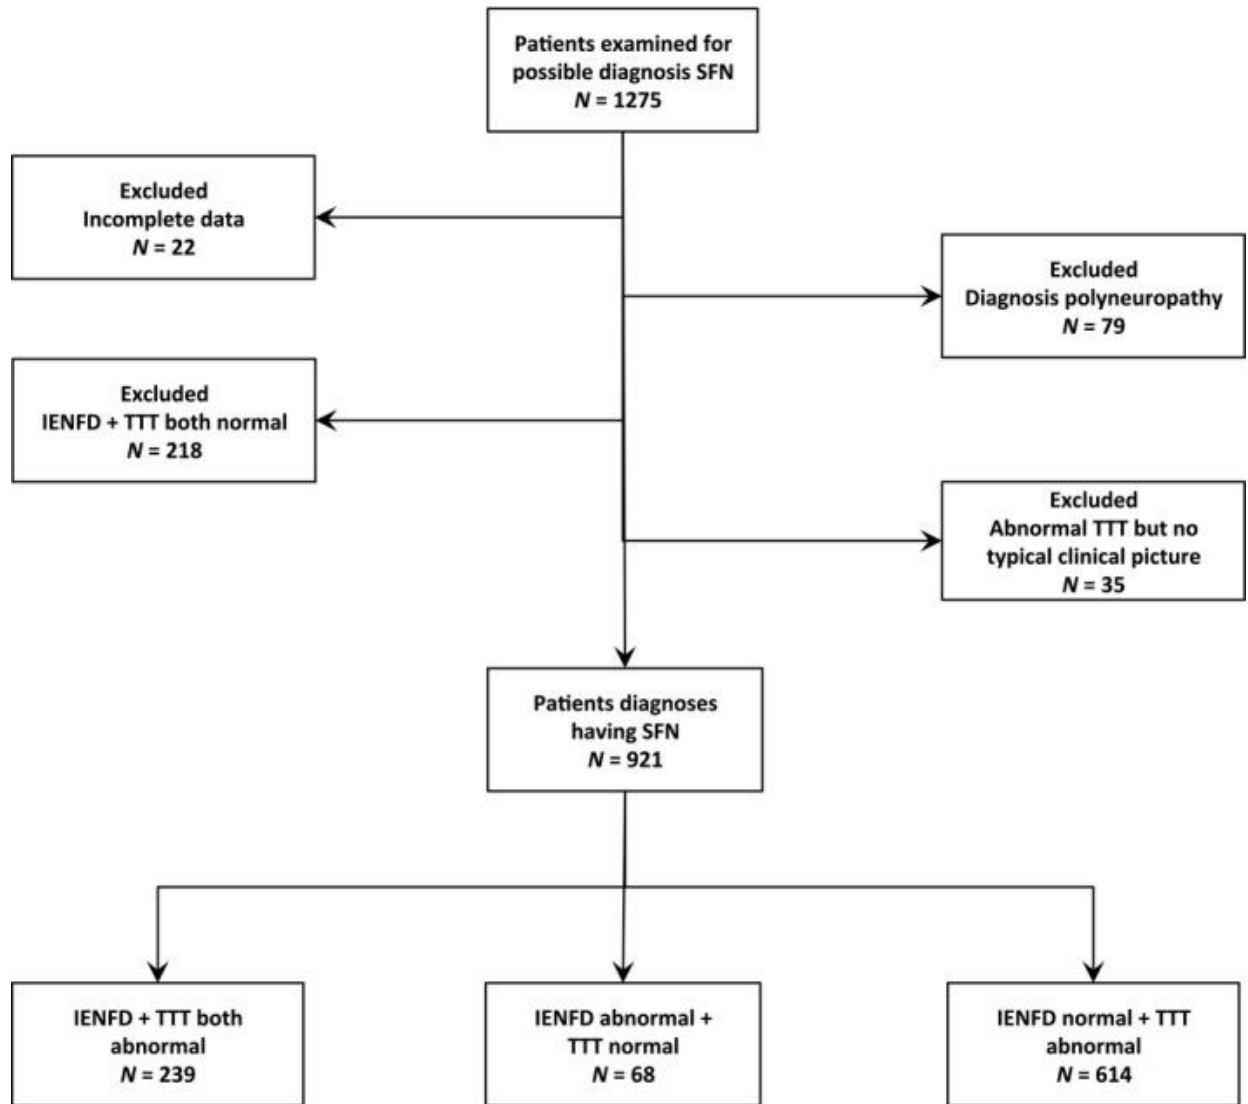 Patients examined for
possible diagnosis SFN
N = 1275
Excluded
Incomplete data
N = 22
Excluded
Diagnosis polyneuropathy
N = 79
Excluded
IENFD + TTT both normal
N = 218
Excluded
Abnormal TTT but no
typical clinical picture
N = 35
Patients diagnoses
having SFN
N = 921
IENFD + TTT both
abnormal
N = 239
IENFD abnormal +
TTT normal
N = 68
IENFD normal + TTT
abnormal
N = 614